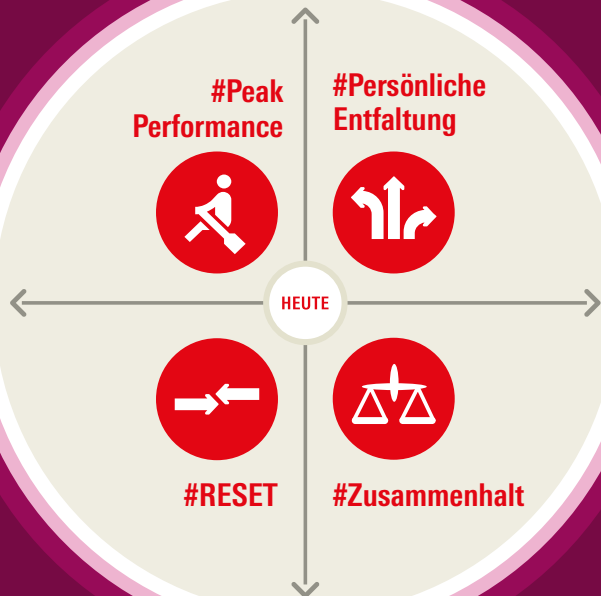 #Peak
Performance
#Persönliche
Entfaltung
HEUTE
#RESET
#Zusammenhalt